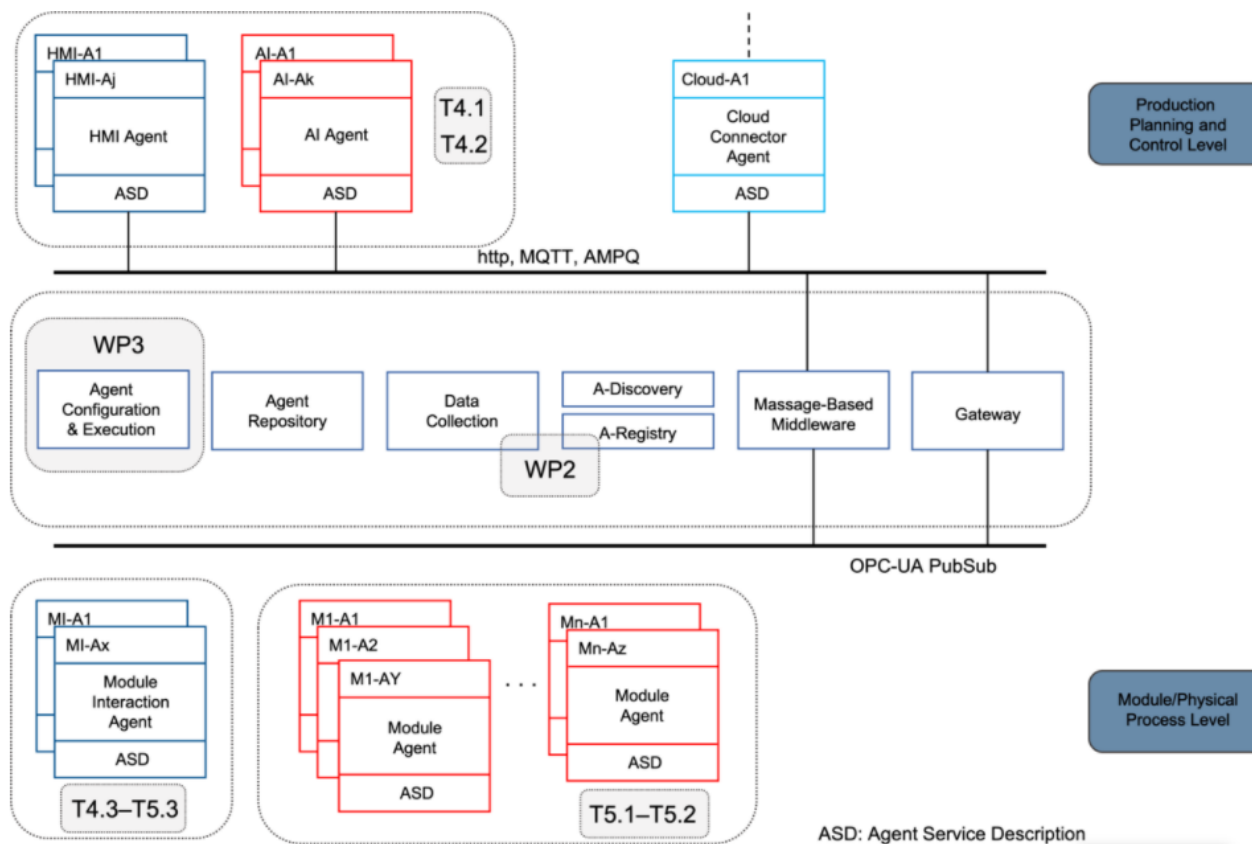 HMI-A1
HMI-Aj
HMI Agent
ASD
AI-A1
AI-Ak
AI Agent
ASD
T4.1
T4.2
Cloud-A1
Cloud
Connector
Agent
ASD
Production
Planning and
Control Level
http, MQTT, AMPQ
WP3
Agent
Configuration
& Execution
Agent
Repository
Data
Collection
A-Discovery
A-Registry
WP2
Massage-Based
Middleware
Gateway
OPC-UA PubSub
MI-A1
MI-Ax
Module
Interaction
Agent
ASD
T4.3–T5.3
M1-A1
M1-A2
M1-AY
Module
Agent
ASD
. . .
Mn-A1
Mn-Az
Module
Agent
ASD
T5.1–T5.2
Module/Physical
Process Level
ASD: Agent Service Description